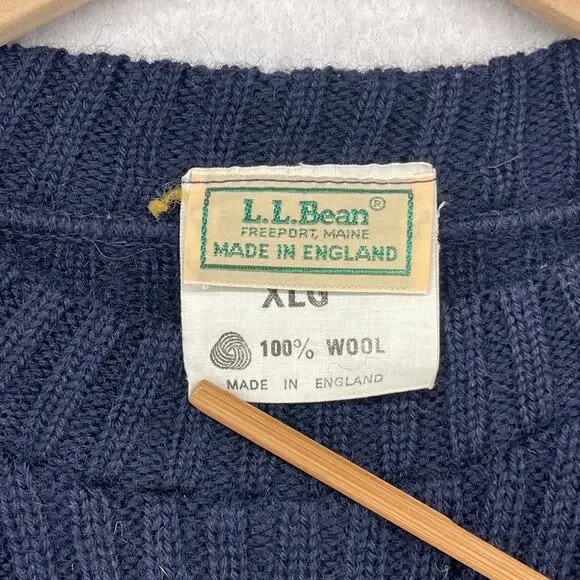 L.L.Bean®
FREEPORT, MAINE
MADE IN ENGLAND
XLG
100% WOOL
MADE IN ENGLAND